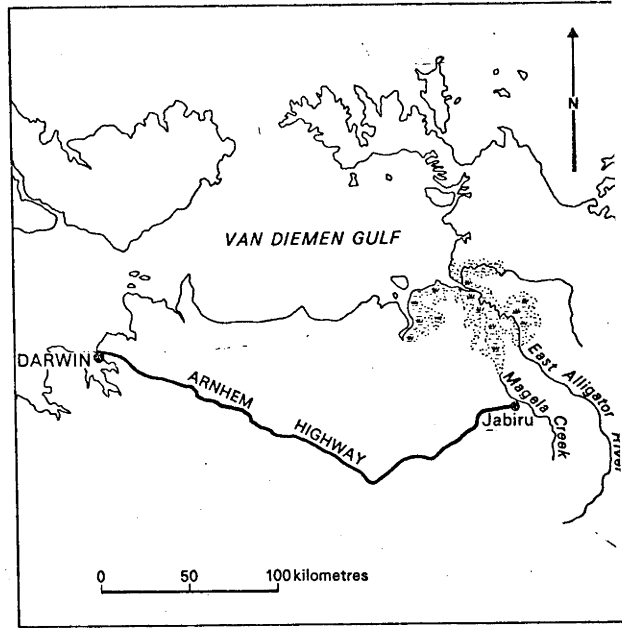 N
VAN DIEMEN GULF
DARWIN
ARNHEM
HIGHWAY
East Alligator River
Magela Creek
Jabiru
0 50 100 kilometres